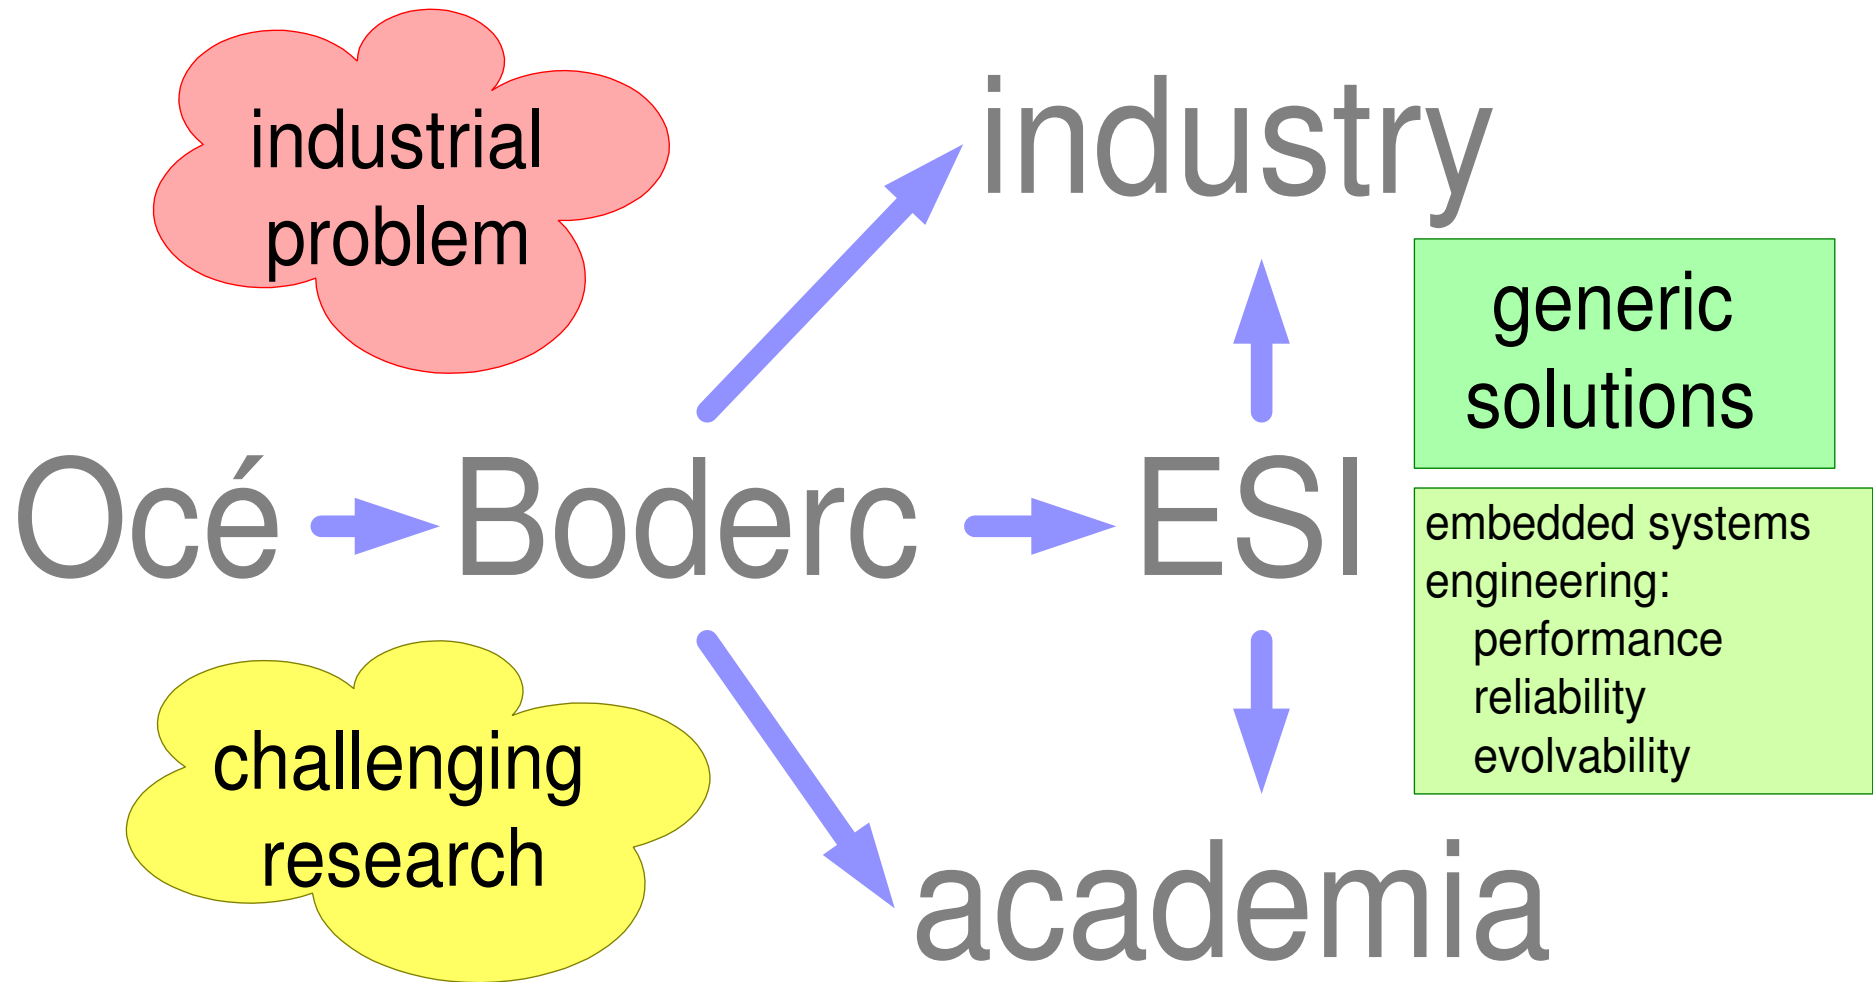 industrial
problem
industry
generic
solutions
Océ
Boderc
ESI
embedded systems
engineering:
performance
reliability
evolvability
challenging
research
academia